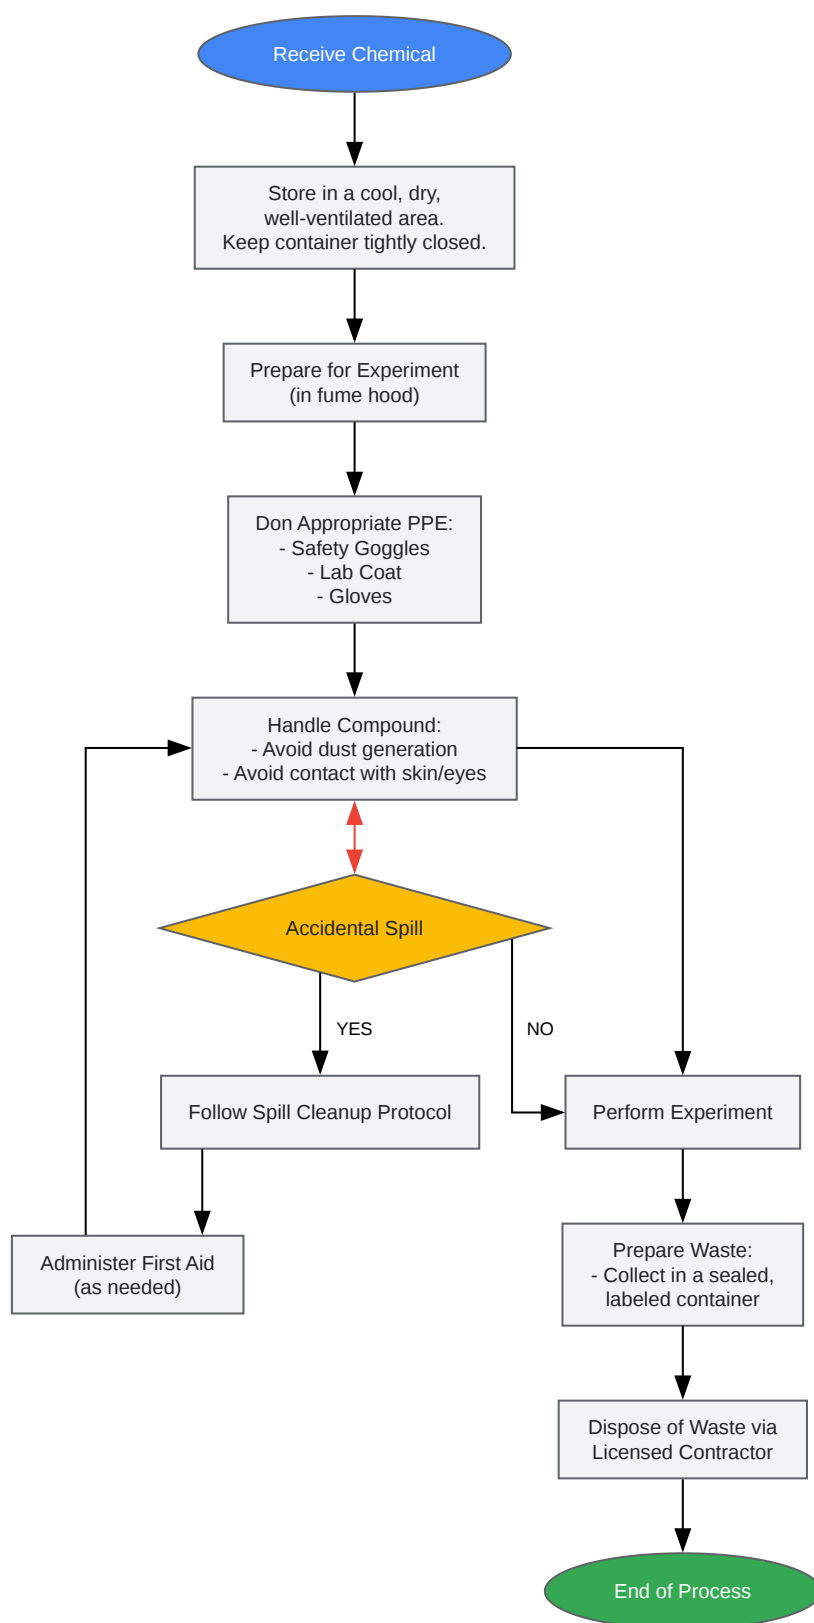 Receive Chemical
Store in a cool, dry,
well-ventilated area.
Keep container tightly closed.
Prepare for Experiment
(in fume hood)
Don Appropriate PPE:
- Safety Goggles
- Lab Coat
- Gloves
Handle Compound:
- Avoid dust generation
- Avoid contact with skin/eyes
Accidental Spill
YES
NO
Follow Spill Cleanup Protocol
Perform Experiment
Administer First Aid
(as needed)
Prepare Waste:
- Collect in a sealed,
labeled container
Dispose of Waste via
Licensed Contractor
End of Process